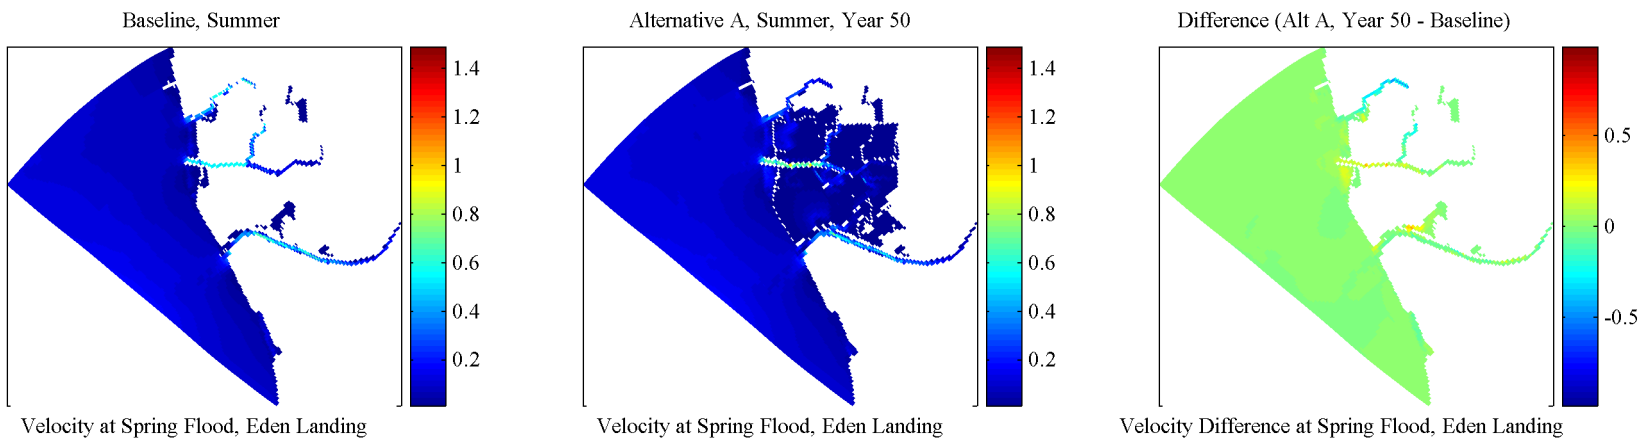 Baseline, Summer
1.4
1.2
1
0.8
0.6
0.4
0.2
Velocity at Spring Flood, Eden Landing
Alternative A, Summer, Year 50
1.4
1.2
1
0.8
0.6
0.4
0.2
Velocity at Spring Flood, Eden Landing
Difference (Alt A, Year 50 - Baseline)
0.5
0
-0.5
Velocity Difference at Spring Flood, Eden Landing